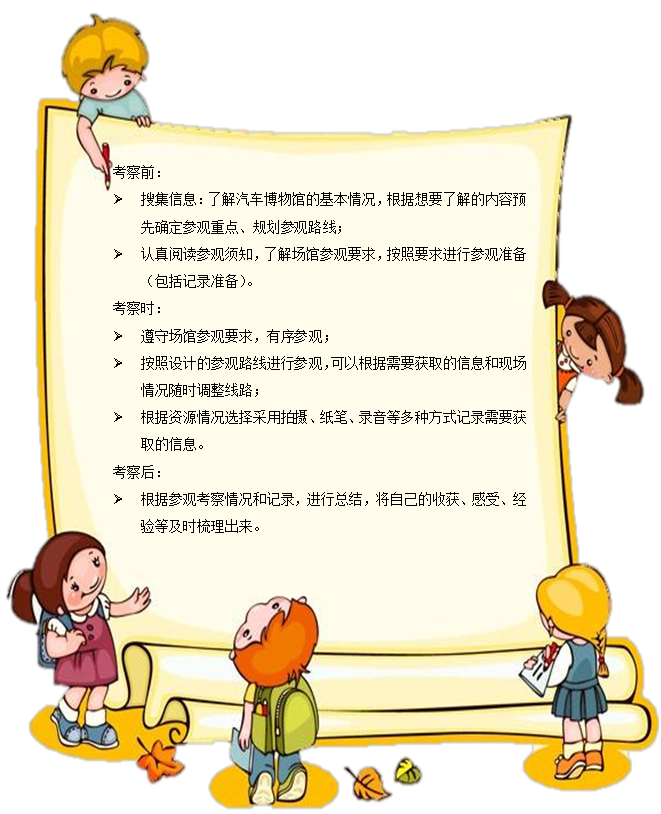 考察前：
➢ 搜集信息：了解汽车博物馆的基本情况，根据想要了解的内容预
先确定参观重点、规划参观路线；
➢ 认真阅读参观须知，了解场馆参观要求，按照要求进行参观准备
（包括记录准备）。
考察时：
➢ 遵守场馆参观要求，有序参观；
➢ 按照设计的参观路线进行参观，可以根据需要获取的信息和现场
情况随时调整线路；
➢ 根据资源情况选择采用拍摄、纸笔、录音等多种方式记录需要获
取的信息。
考察后：
➢ 根据参观考察情况和记录，进行总结，将自己的收获、感受、经
验等及时梳理出来。